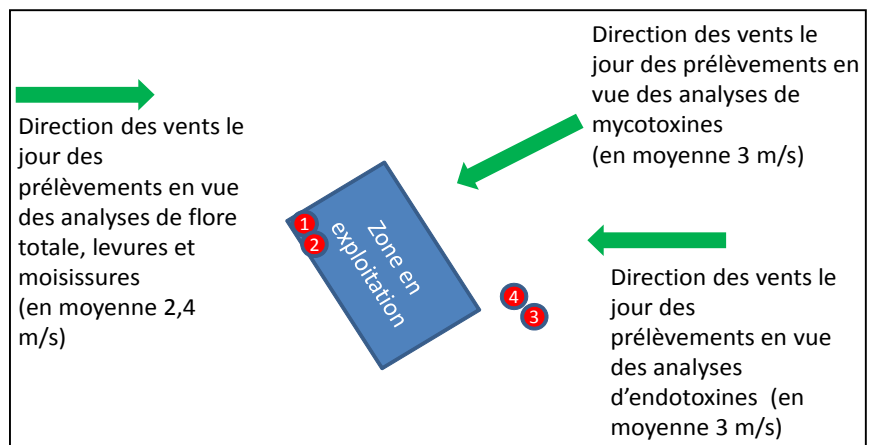 Direction des vents le
jour des
prélèvements en vue
des analyses de flore
totale, levures et
moisissures
(en moyenne 2,4
m/s)
Direction des vents le
jour des prélèvements en
vue des analyses de
mycotoxines
(en moyenne 3 m/s)
1
2
Zone en
exploitation
4
3
Direction des vents le
jour des
prélèvements en vue
des analyses
d’endotoxines (en
moyenne 3 m/s)